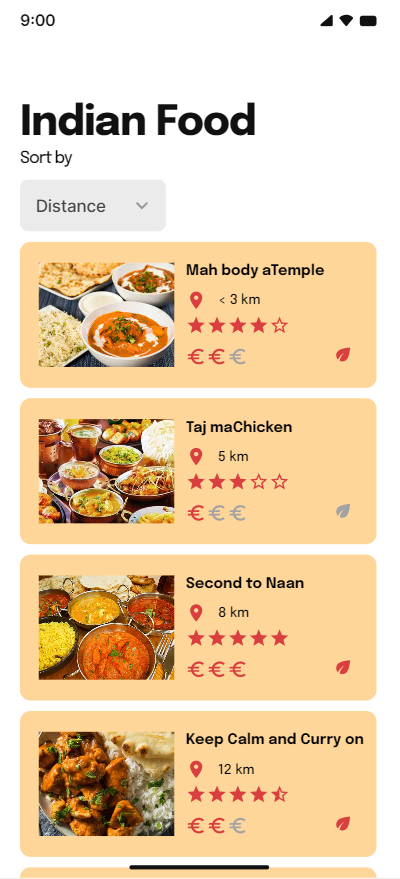 9:00
Indian Food
Sort by
Distance
Mah body aTemple
< 3 km
€€€
Taj maChicken
5 km
€€€
Second to Naan
8 km
€€€
Keep Calm and Curry on
12 km
€€€